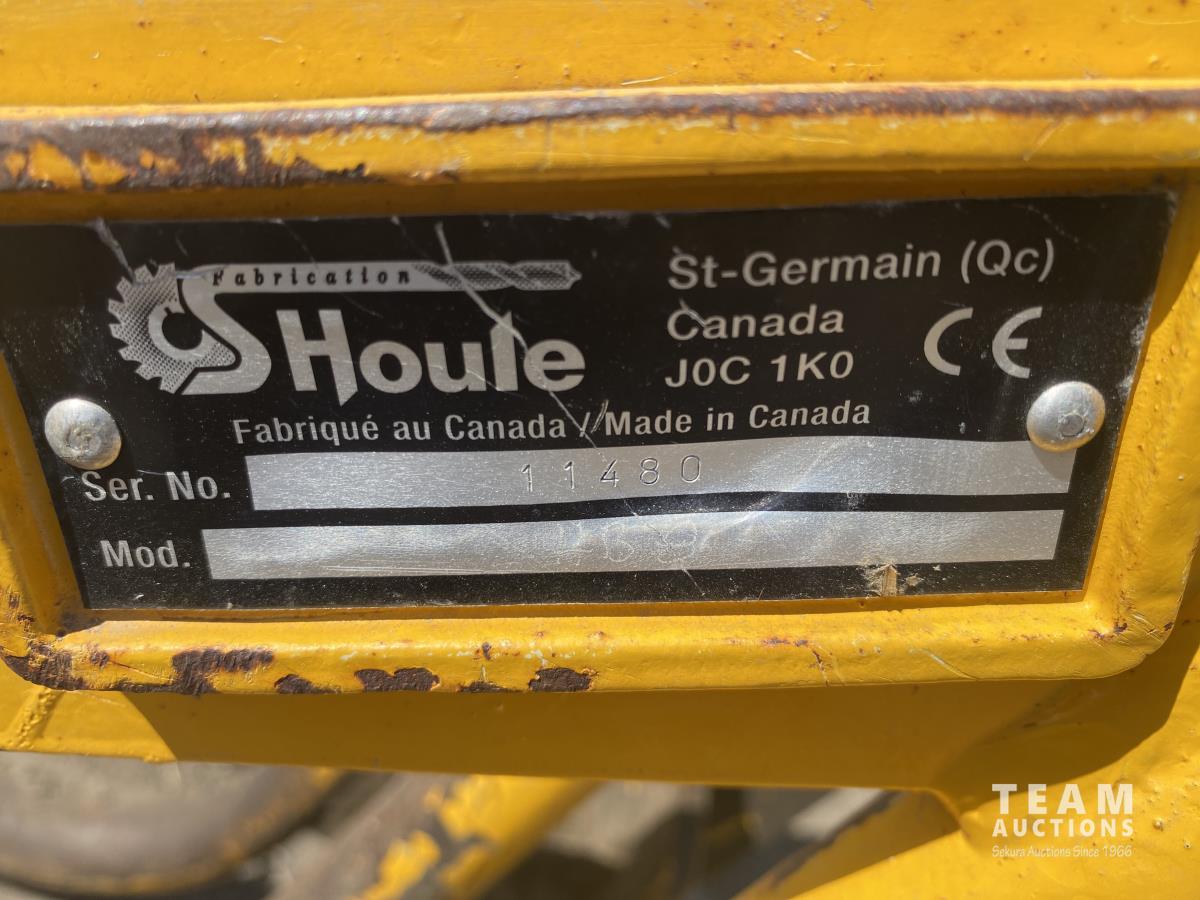 Fabrication
CS Houle
St-Germain (Qc)
Canada
J0C 1K0
CE
Fabriqué au Canada // Made in Canada
Ser. No. 11480
Mod.
TEAM
AUCTIONS
Sekura Auctions Since 1966